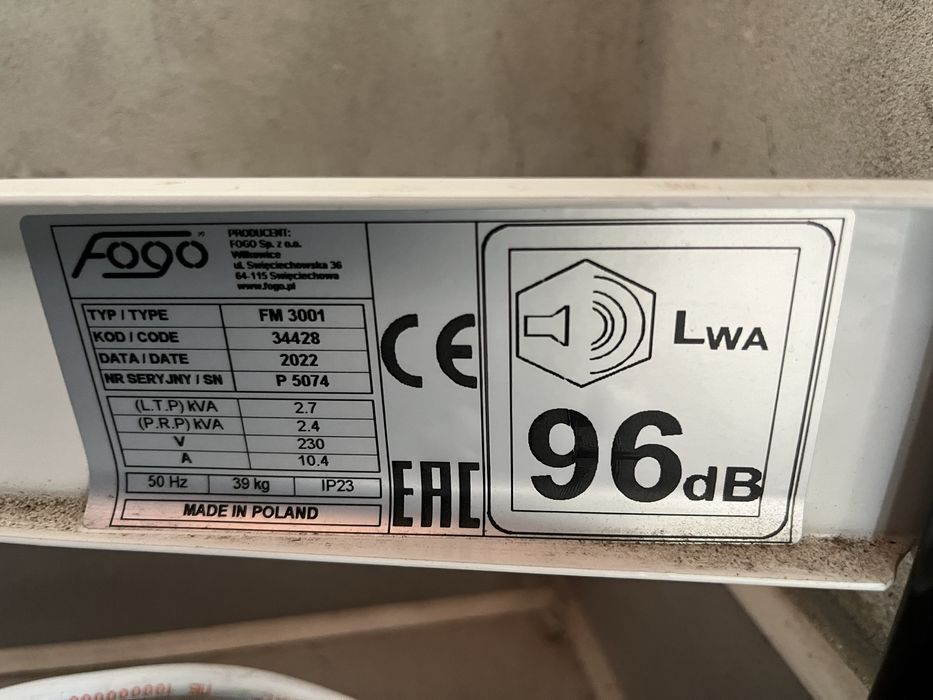 FOGO
PRODUCENT:
FOGO Sp. z o.o.
Wilkowice
ul. Święciechowska 36
64-115 Święciechowa
www.fogo.pl
TYP / TYPE FM 3001
KOD / CODE 34428
DATA / DATE 2022
NR SERYJNY / SN P 5074
(L.T.P) kVA 2.7
(P.R.P) kVA 2.4
V 230
A 10.4
50 Hz 39 kg IP23
MADE IN POLAND
CE
EAC
LWA
96dB